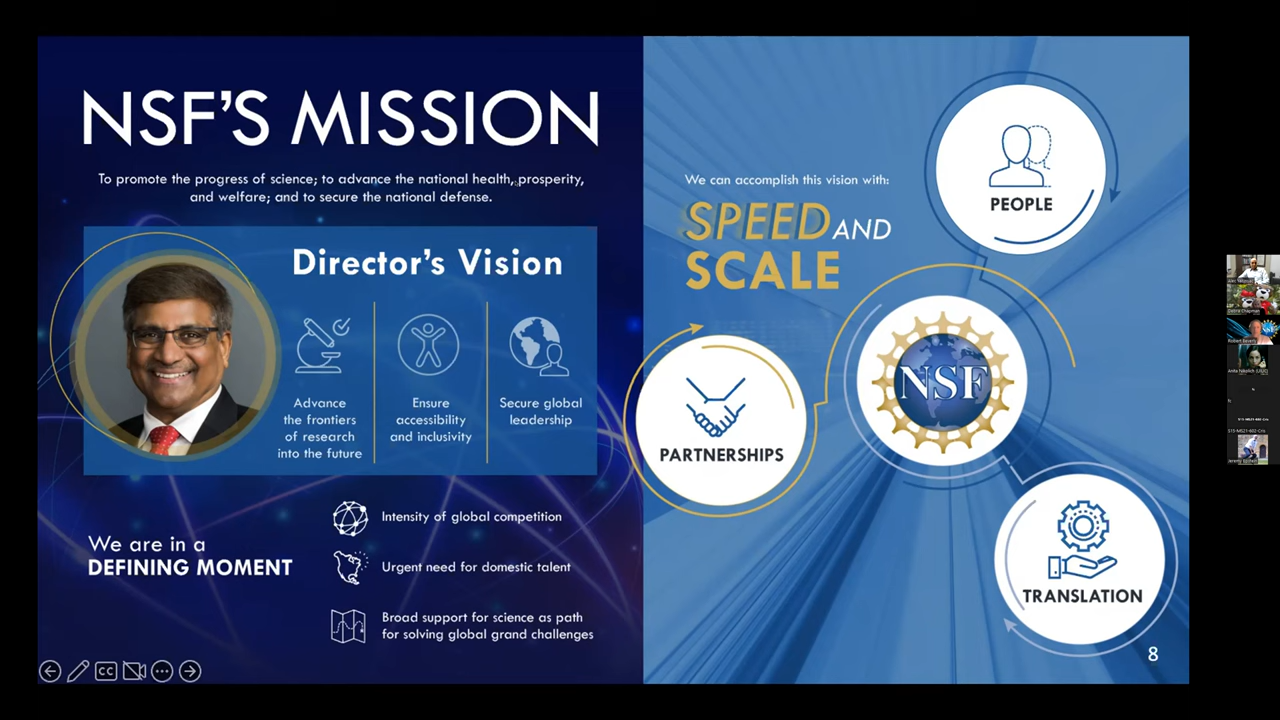 NSF'S MISSION
To promote the progress of science; to advance the national health, prosperity,
and welfare; and to secure the national defense.
Director's Vision
Advance
the frontiers
of research
into the future
Ensure
accessibility
and inclusivity
Secure global
leadership
We are in a
DEFINING MOMENT
Intensity of global competition
Urgent need for domestic talent
Broad support for science as path
for solving global grand challenges
We can accomplish this vision with:
SPEED AND
SCALE
PEOPLE
NSF
PARTNERSHIPS
TRANSLATION
8
CC